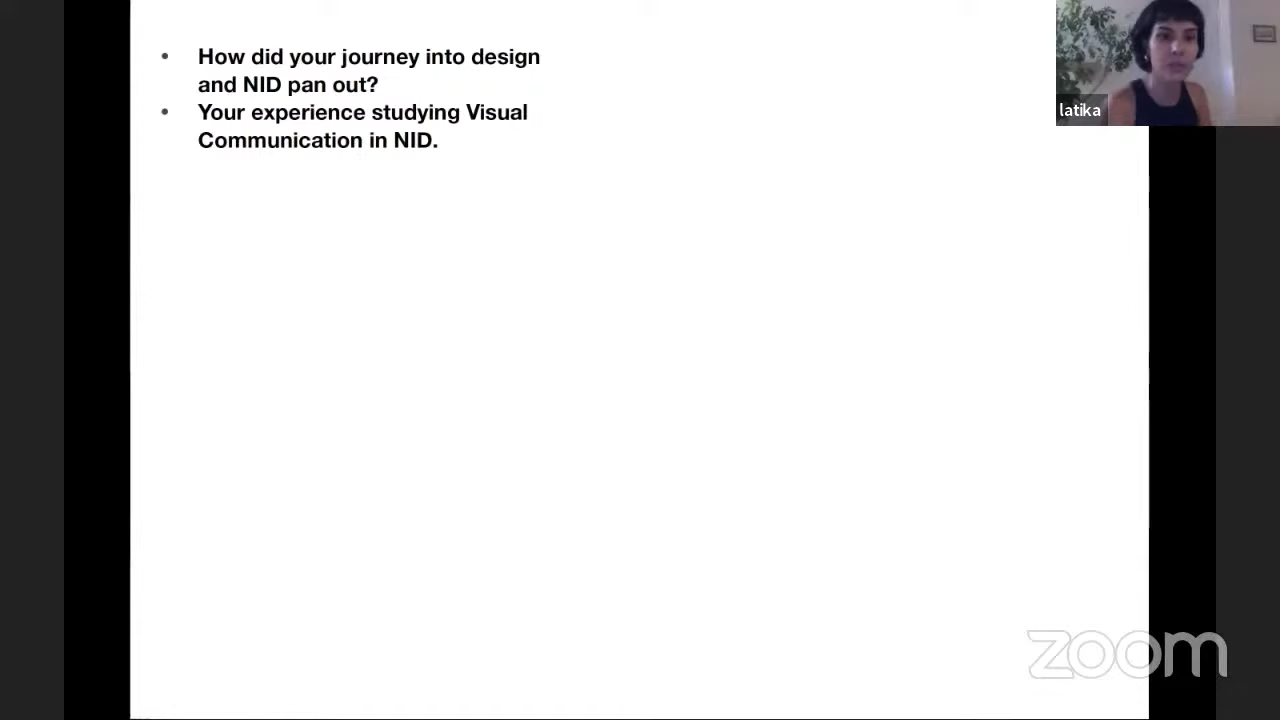 • How did your journey into design
and NID pan out?
• Your experience studying Visual
Communication in NID.
latika
zoom